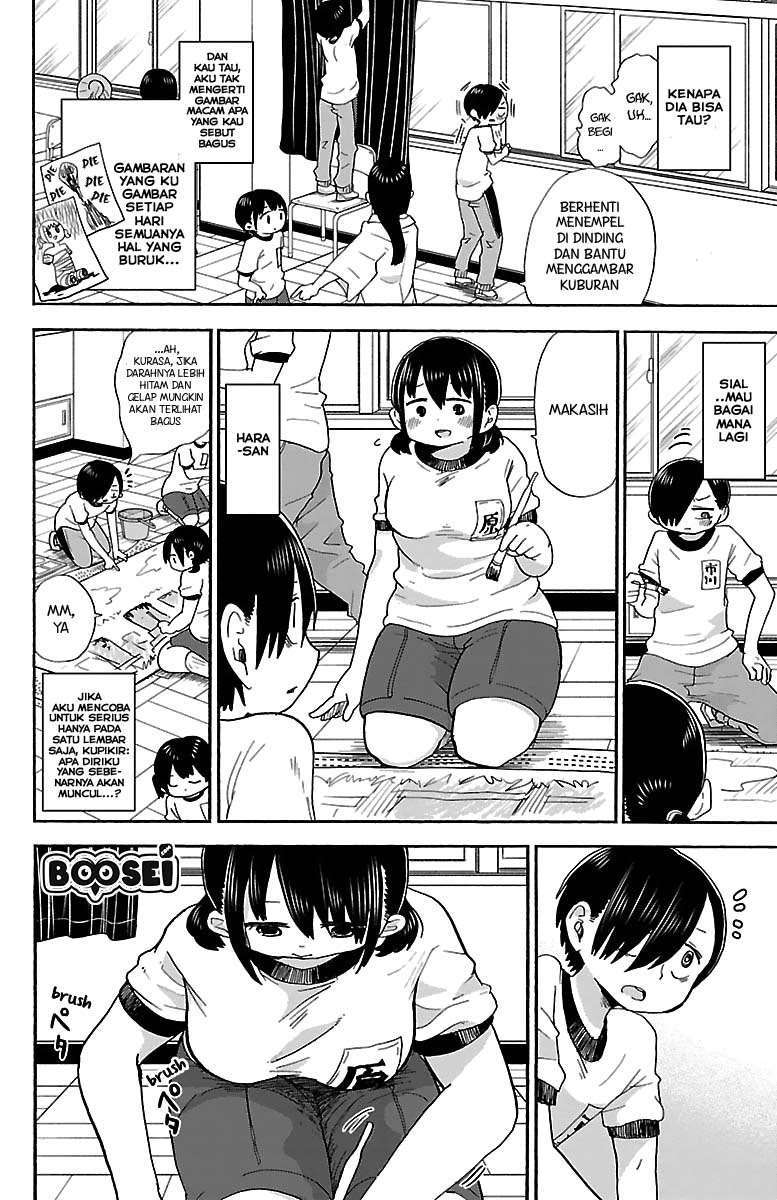 KENAPA
DIA BISA
TAU?
GAK,
UH...
GAK
BEGI
...
BERHENTI
MENEMPEL
DI DINDING
DAN BANTU
MENGGAMBAR
KUBURAN
DAN
KAU TAU,
AKU TAK
MENGERTI
GAMBAR
MACAM APA
YANG KAU
SEBUT
BAGUS
GAMBARAN
YANG KU
GAMBAR
SETIAP
HARI
SEMUANYA
HAL YANG
BURUK...
DIE
DIE
DIE
DIE
SIAL
..MAU
BAGAI
MANA
LAGI
市川
MAKASIH
原
HARA
-SAN
...AH,
KURASA, JIKA
DARAHNYA LEBIH
HITAM DAN
GELAP MUNGKIN
AKAN TERLIHAT
BAGUS
MM,
YA
JIKA
AKU MENCOBA
UNTUK SERIUS
HANYA PADA
SATU LEMBAR
SAJA, KUPIKIR:
APA DIRIKU
YANG SEBE-
NARNYA AKAN
MUNCUL...?
BOOSEI
brush
ペタ
brush
原